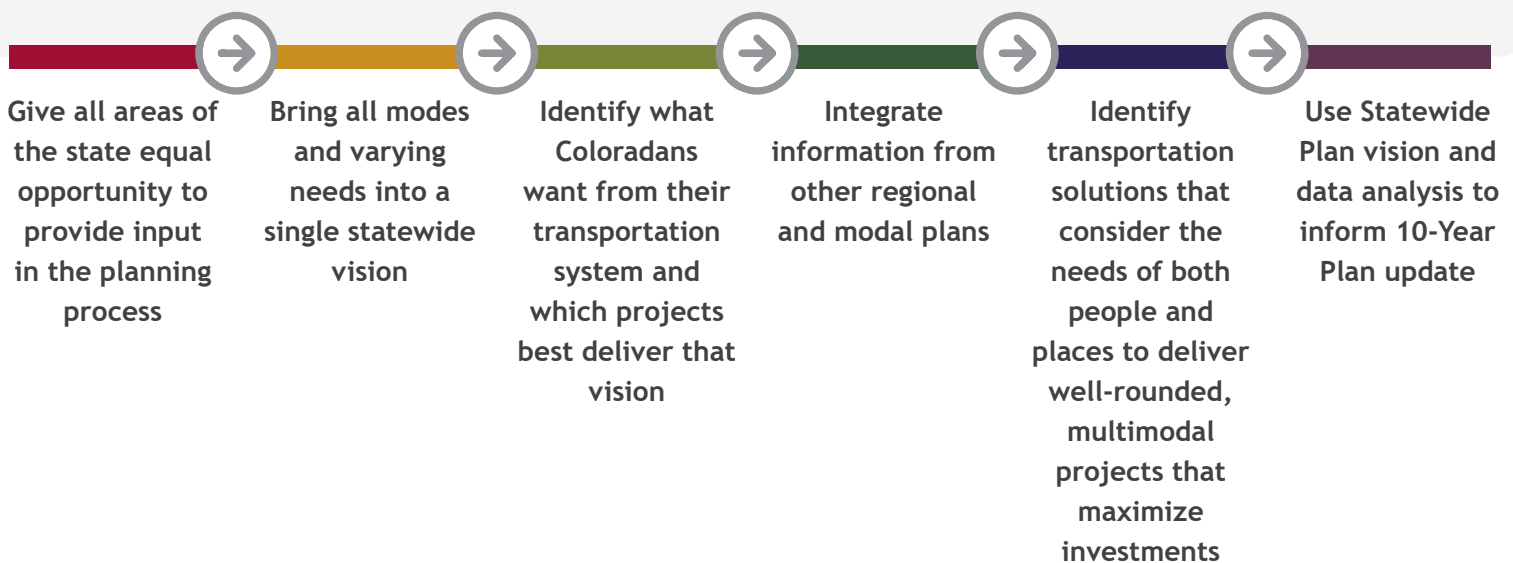 Give all areas of
the state equal
opportunity to
provide input
in the planning
process
Bring all modes
and varying
needs into a
single statewide
vision
Identify what
Coloradans
want from their
transportation
system and
which projects
best deliver that
vision
Integrate
information from
other regional
and modal plans
Identify
transportation
solutions that
consider the
needs of both
people and
places to deliver
well-rounded,
multimodal
projects that
maximize
investments
Use Statewide
Plan vision and
data analysis to
inform 10-Year
Plan update